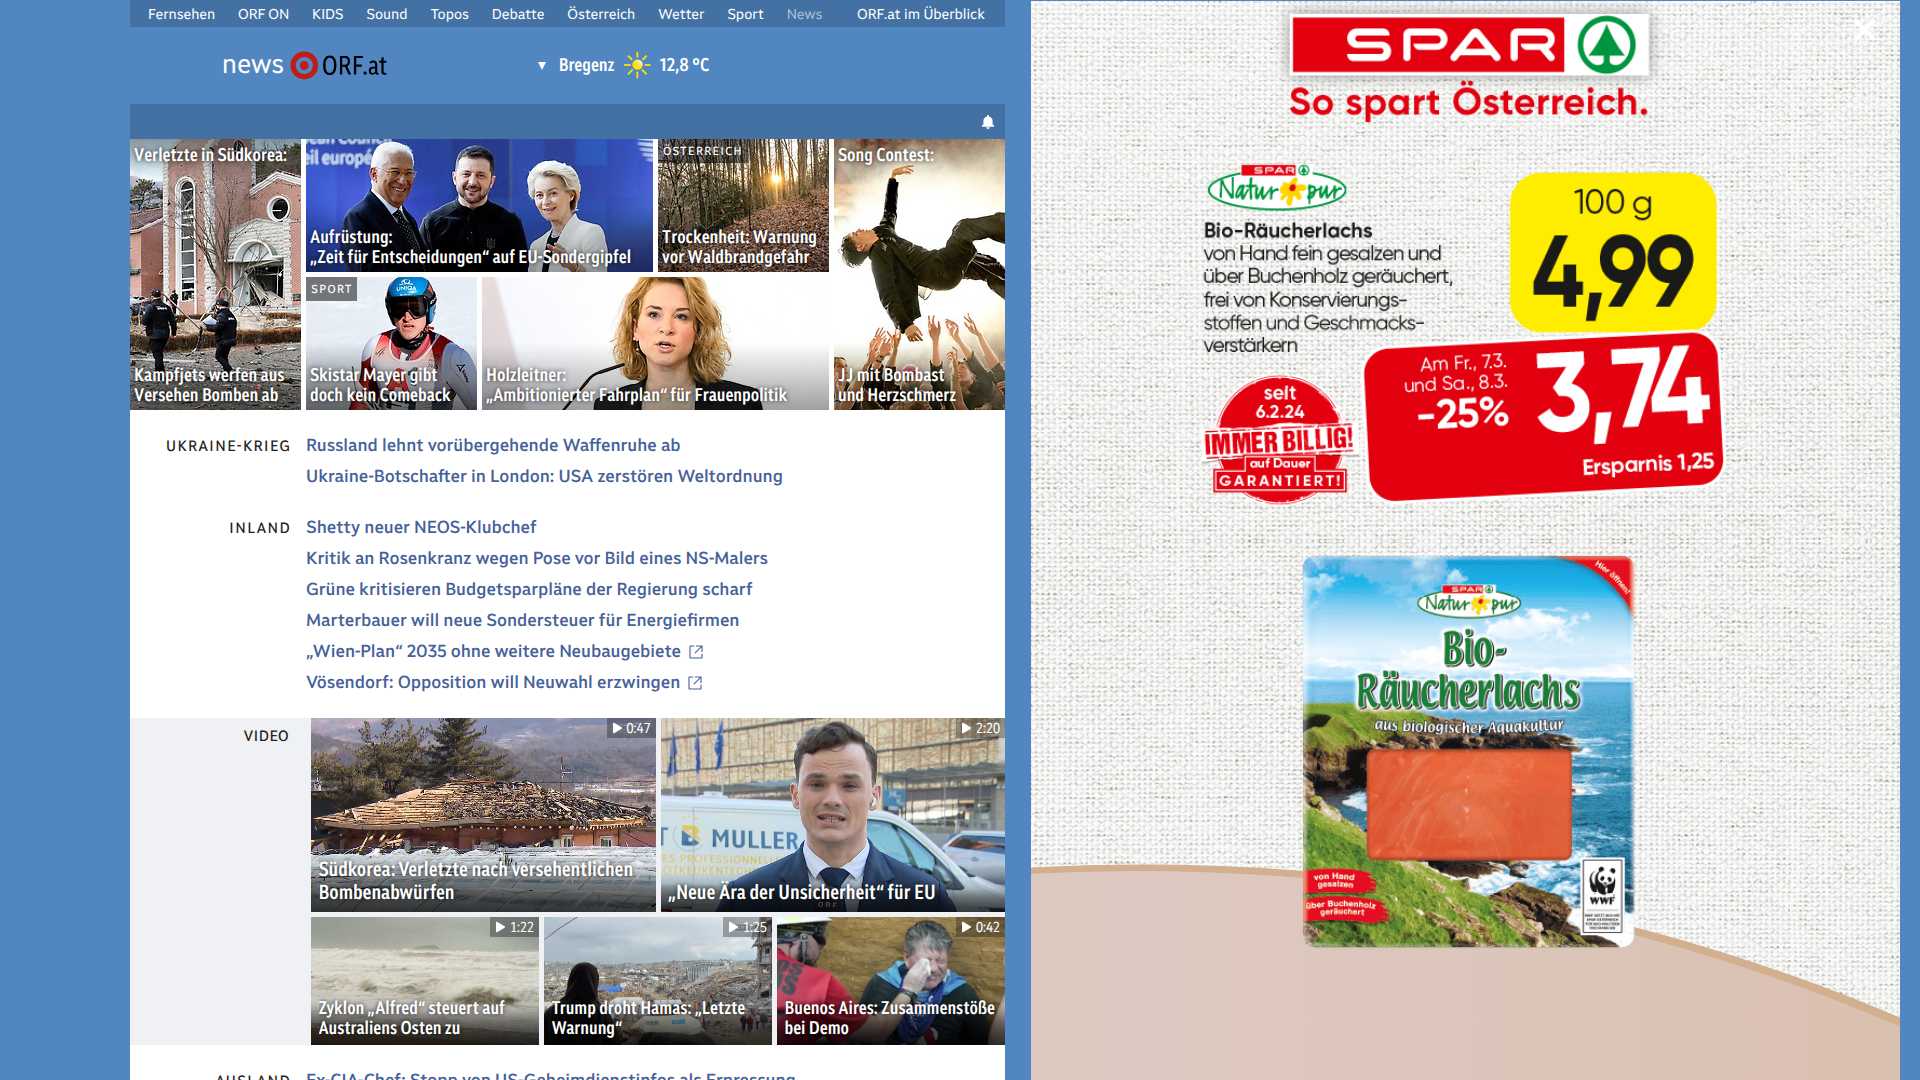 Fernsehen ORF ON KIDS Sound Topos Debatte Österreich Wetter Sport News ORF.at im Überblick
news ORF.at
Bregenz 12,8 °C
Verletzte in Südkorea:
Kampfjets werfen aus
Versehen Bomben ab
Aufrüstung:
„Zeit für Entscheidungen“ auf EU-Sondergipfel
ÖSTERREICH
Trockenheit: Warnung
vor Waldbrandgefahr
Song Contest:
JJ mit Bombast
und Herzschmerz
SPORT
Skistar Mayer gibt
doch kein Comeback
Holzleitner:
„Ambitionierter Fahrplan“ für Frauenpolitik
UKRAINE-KRIEG
Russland lehnt vorübergehende Waffenruhe ab
Ukraine-Botschafter in London: USA zerstören Weltordnung
INLAND
Shetty neuer NEOS-Klubchef
Kritik an Rosenkranz wegen Pose vor Bild eines NS-Malers
Grüne kritisieren Budgetsparpläne der Regierung scharf
Marterbauer will neue Sondersteuer für Energiefirmen
„Wien-Plan“ 2035 ohne weitere Neubaugebiete
Vösendorf: Opposition will Neuwahl erzwingen
VIDEO
0:47
Südkorea: Verletzte nach versehentlichen
Bombenabwürfen
2:20
MULLER
„Neue Ära der Unsicherheit“ für EU
1:22
Zyklon „Alfred“ steuert auf
Australiens Osten zu
1:25
Trump droht Hamas: „Letzte
Warnung“
0:42
Buenos Aires: Zusammenstöße
bei Demo
AUSLAND
Ex-CIA-Chef: Stopp von US-Geheimdienstinfos als Erpressung
SPAR
So spart Österreich.
SPAR
Natur pur
Bio-Räucherlachs
von Hand fein gesalzen und
über Buchenholz geräuchert,
frei von Konservierungs-
stoffen und Geschmacks-
verstärkern
100 g
4,99
Am Fr., 7.3.
und Sa., 8.3.
-25%
3,74
Ersparnis 1,25
seit
6.2.24
IMMER BILLIG!
auf Dauer
GARANTIERT!
Hier öffnen!
SPAR
Natur pur
Bio-
Räucherlachs
aus biologischer Aquakultur
von Hand
gesalzen
über Buchenholz
geräuchert
WWF